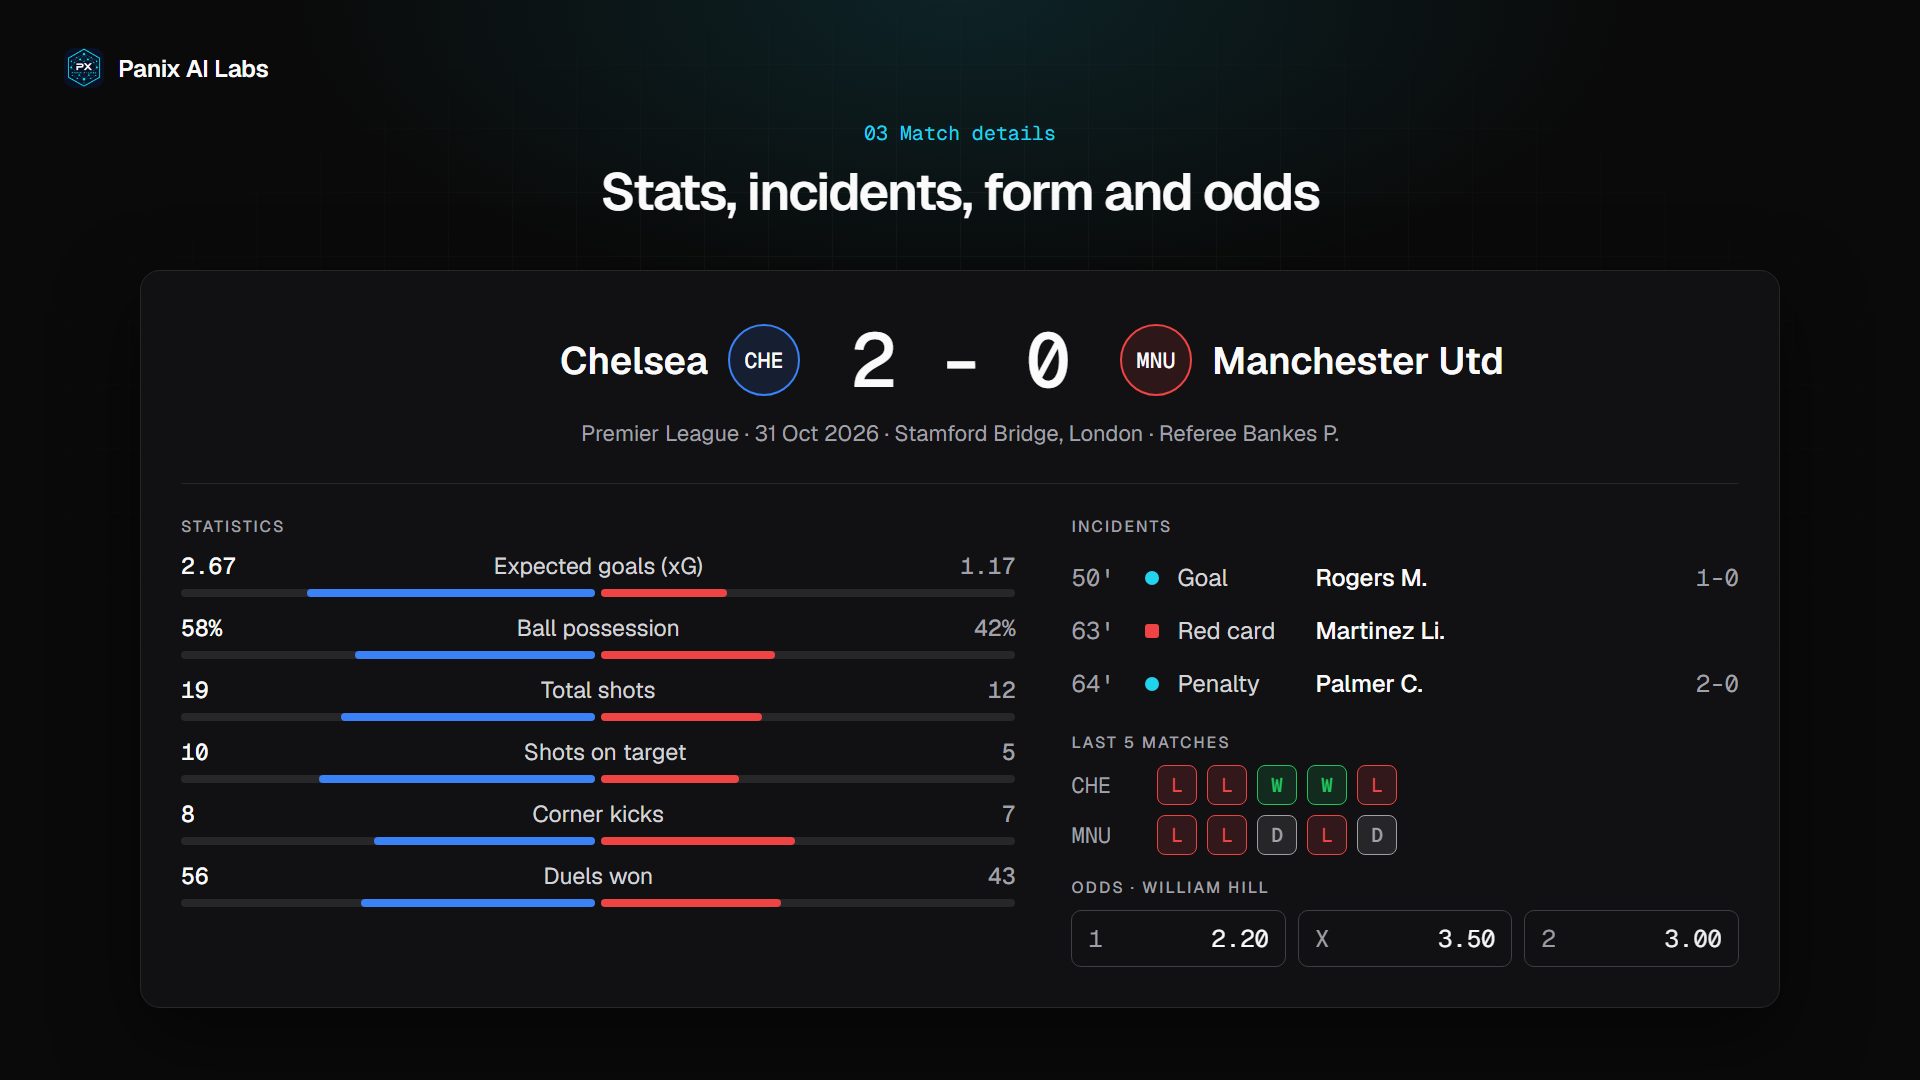 PX
Panix AI Labs
03 Match details
Stats, incidents, form and odds
Chelsea CHE 2 - 0 MNU Manchester Utd
Premier League · 31 Oct 2026 · Stamford Bridge, London · Referee Bankes P.
STATISTICS
2.67 Expected goals (xG) 1.17
58% Ball possession 42%
19 Total shots 12
10 Shots on target 5
8 Corner kicks 7
56 Duels won 43
INCIDENTS
50' Goal Rogers M. 1-0
63' Red card Martinez Li.
64' Penalty Palmer C. 2-0
LAST 5 MATCHES
CHE L L W W L
MNU L L D L D
ODDS · WILLIAM HILL
1 2.20 X 3.50 2 3.00